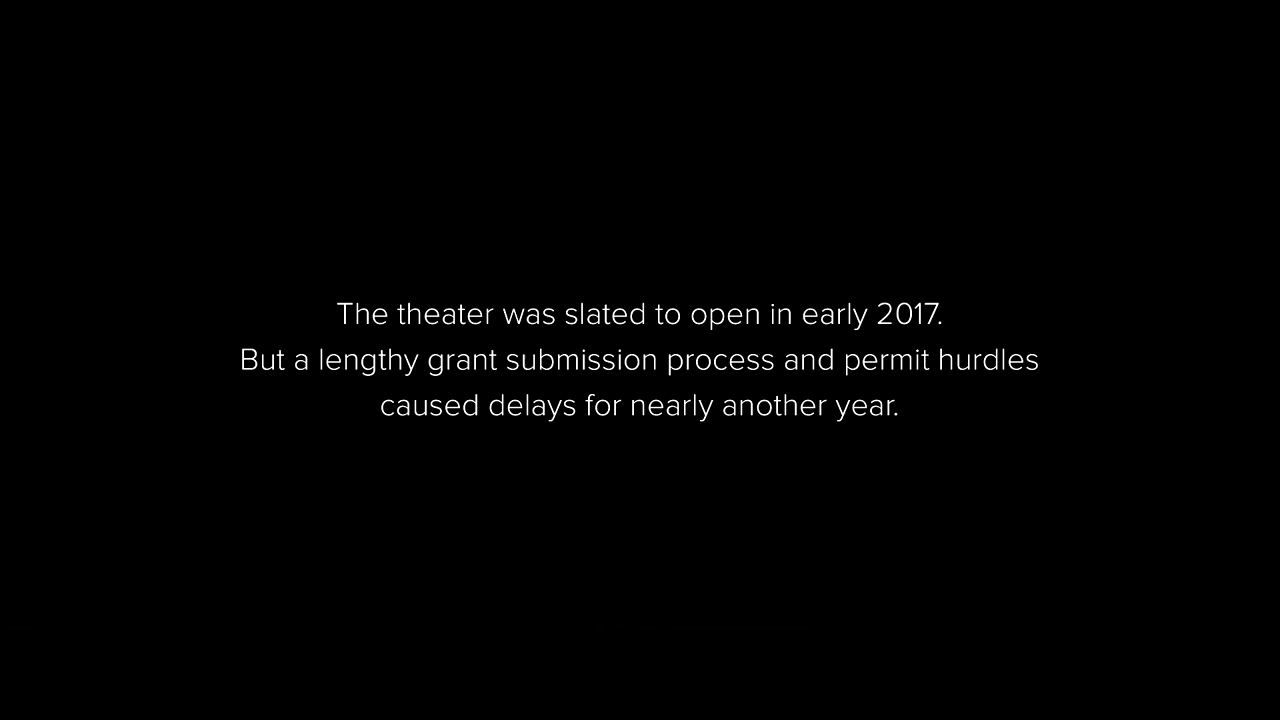 The theater was slated to open in early 2017.
But a lengthy grant submission process and permit hurdles
caused delays for nearly another year.